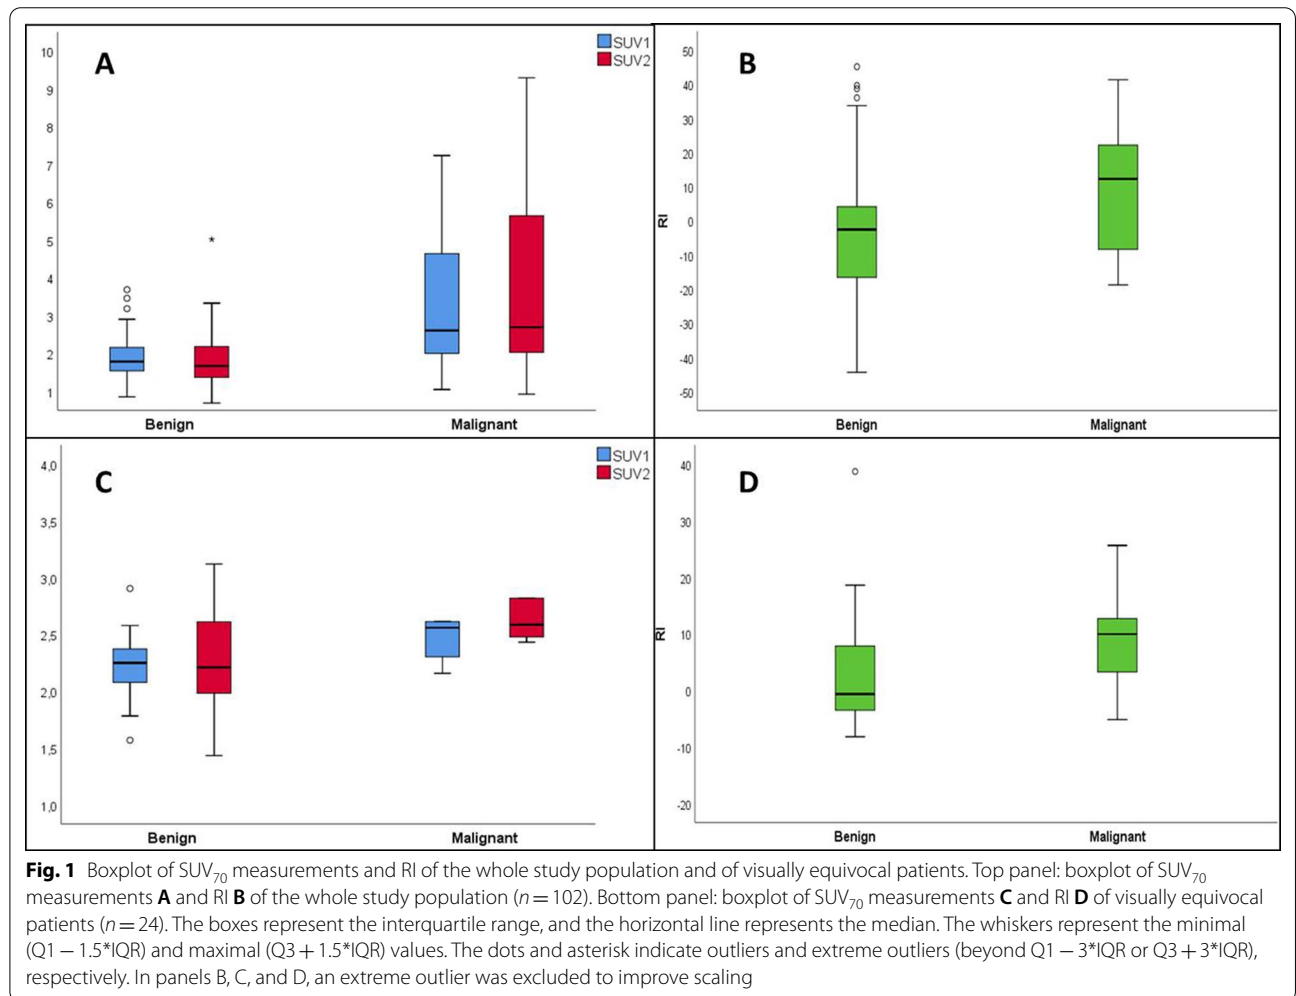 A
SUV1
SUV2
10
9
8
7
6
5
4
3
2
1
*
Benign
Malignant
B
50
40
30
20
10
0
-10
-20
-30
-40
-50
RI
Benign
Malignant
C
SUV1
SUV2
4,0
3,5
3,0
2,5
2,0
1,5
1,0
Benign
Malignant
D
40
30
20
10
0
-10
-20
RI
Benign
Malignant
Fig. 1 Boxplot of SUV70 measurements and RI of the whole study population and of visually equivocal patients. Top panel: boxplot of SUV70
measurements A and RI B of the whole study population (n = 102). Bottom panel: boxplot of SUV70 measurements C and RI D of visually equivocal
patients (n = 24). The boxes represent the interquartile range, and the horizontal line represents the median. The whiskers represent the minimal
(Q1 − 1.5*IQR) and maximal (Q3 + 1.5*IQR) values. The dots and asterisk indicate outliers and extreme outliers (beyond Q1 − 3*IQR or Q3 + 3*IQR),
respectively. In panels B, C, and D, an extreme outlier was excluded to improve scaling